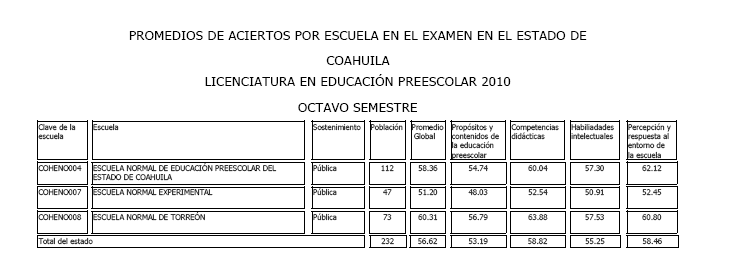 PROMEDIOS DE ACIERTOS POR ESCUELA EN EL EXAMEN EN EL ESTADO DE
COAHUILA
LICENCIATURA EN EDUCACIÓN PREESCOLAR 2010
OCTAVO SEMESTRE
Clave de la escuela Escuela Sostenimiento Población Promedio Global Propósitos y contenidos de la educación preescolar Competencias didácticas Habiliadades intelectuales Percepción y respuesta al entorno de la escuela
COHENO004 ESCUELA NORMAL DE EDUCACIÓN PREESCOLAR DEL ESTADO DE COAHUILA Pública 112 58.36 54.74 60.04 57.30 62.12
COHENO007 ESCUELA NORMAL EXPERIMENTAL Pública 47 51.20 48.03 52.54 50.91 52.45
COHENO008 ESCUELA NORMAL DE TORREÓN Pública 73 60.31 56.79 63.88 57.53 60.80
Total del estado 232 56.62 53.19 58.82 55.25 58.46